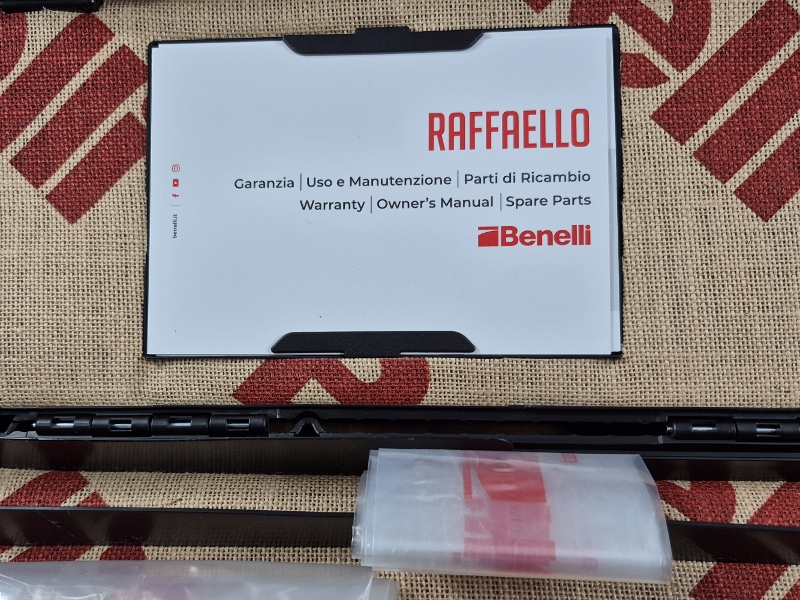 RAFFAELLO
Garanzia | Uso e Manutenzione | Parti di Ricambio
Warranty | Owner's Manual | Spare Parts
Benelli
benelli.it